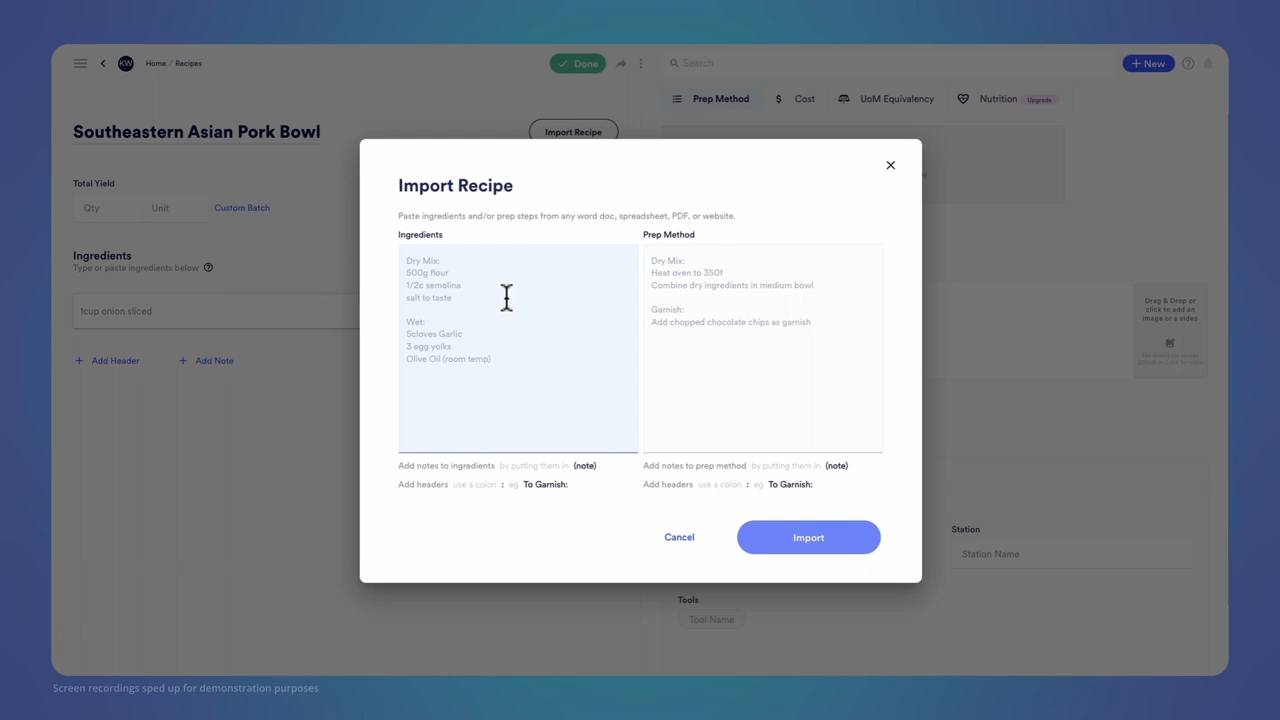 KW
Home / Recipes
Done
Search
+ New
Prep Method
Cost
UoM Equivalency
Nutrition
Upgrade
Southeastern Asian Pork Bowl
Import Recipe
Total Yield
Qty
Unit
Custom Batch
Ingredients
Type or paste ingredients below
1cup onion sliced
+ Add Header
+ Add Note
Import Recipe
Paste ingredients and/or prep steps from any word doc, spreadsheet, PDF, or website.
Ingredients
Dry Mix:
500g flour
1/2c semolina
salt to taste
Wet:
5cloves Garlic
3 egg yolks
Olive Oil (room temp)
Add notes to ingredients by putting them in (note)
Add headers use a colon : eg To Garnish:
Prep Method
Dry Mix:
Heat oven to 350f
Combine dry ingredients in medium bowl
Garnish:
Add chopped chocolate chips as garnish
Add notes to prep method by putting them in (note)
Add headers use a colon : eg To Garnish:
Cancel
Import
Drag & Drop or
click to add an
image or a video
Station
Station Name
Tools
Tool Name
Screen recordings sped up for demonstration purposes